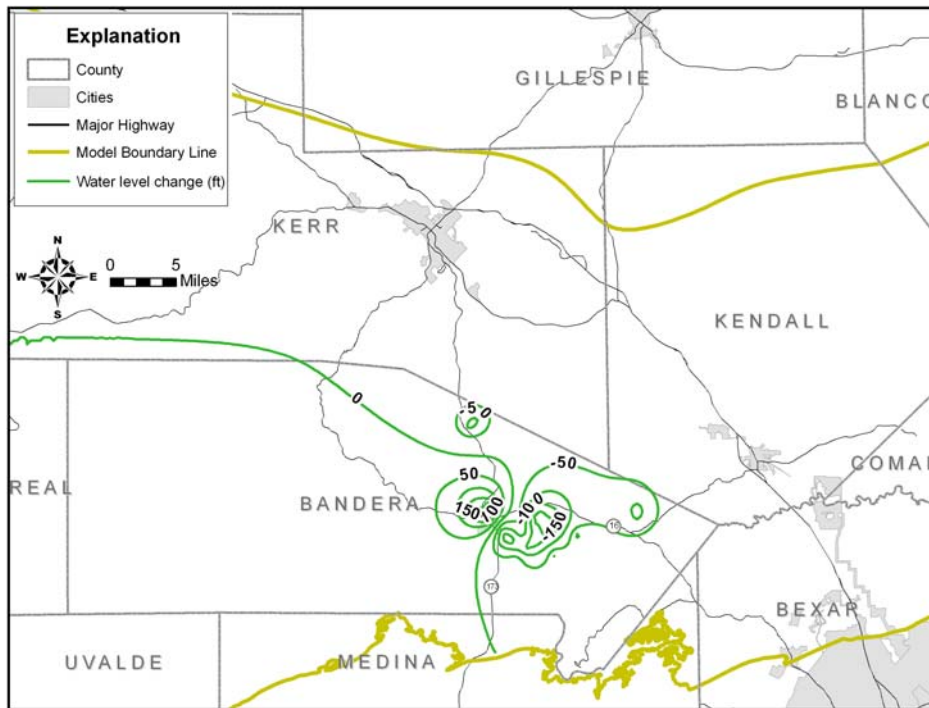 Explanation
County
Cities
Major Highway
Model Boundary Line
Water level change (ft)
GILLESPIE
BLANCO
KERR
N
W E
S
0 5
Miles
KENDALL
0
-50
50
-50
COMA
REAL
BANDERA
150
100
-100
-150
16
173
BEXAR
UVALDE
MEDINA